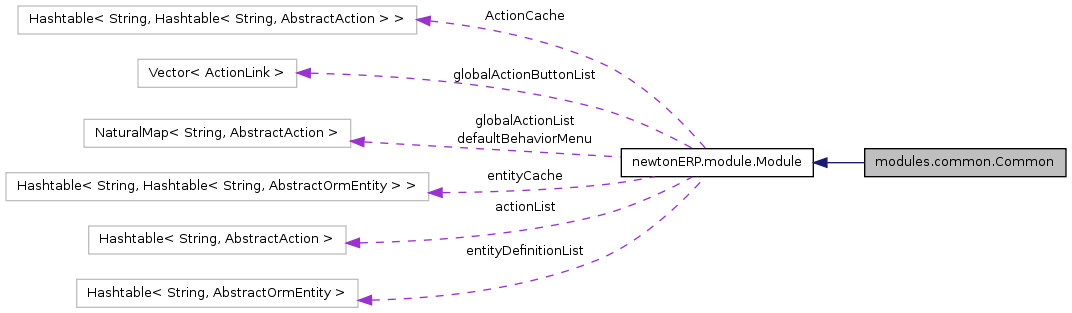 Hashtable< String, Hashtable< String, AbstractAction > >
ActionCache
Vector< ActionLink >
globalActionButtonList
NaturalMap< String, AbstractAction >
globalActionList
defaultBehaviorMenu
newtonERP.module.Module
modules.common.Common
Hashtable< String, Hashtable< String, AbstractOrmEntity > >
entityCache
Hashtable< String, AbstractAction >
actionList
Hashtable< String, AbstractOrmEntity >
entityDefinitionList